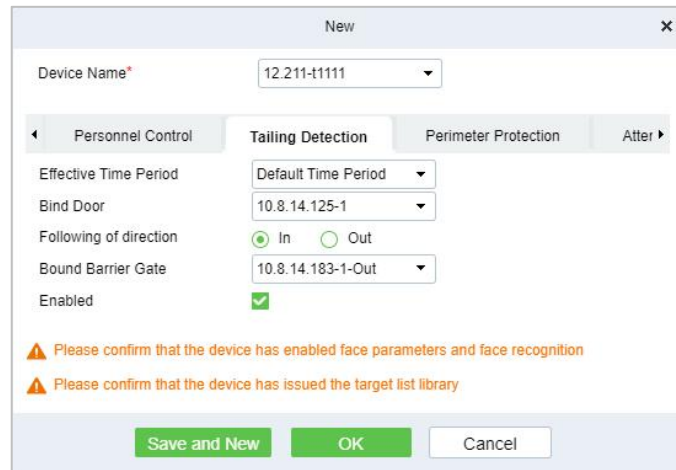 New
Device Name*
12.211-t1111
Personnel Control Tailing Detection Perimeter Protection Atter
Effective Time Period Default Time Period
Bind Door 10.8.14.125-1
Following of direction In Out
Bound Barrier Gate 10.8.14.183-1-Out
Enabled
Please confirm that the device has enabled face parameters and face recognition
Please confirm that the device has issued the target list library
Save and New OK Cancel